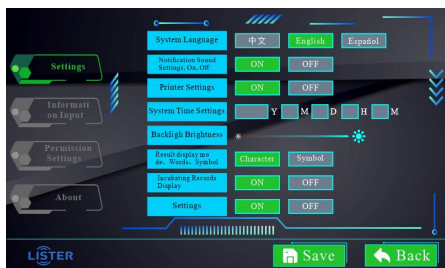 System Language 中文 English Español
Settings
Notification Sound
Settings, On, Off ON OFF
Printer Settings ON OFF
Informati
on Input
System Time Settings Y M D H M
Backligh Brightness
Permission
Settings
Result display mo
de、Words、Symbol Character Symbol
Incubating Records
Display ON OFF
About
Settings ON OFF
LISTER
Save
Back